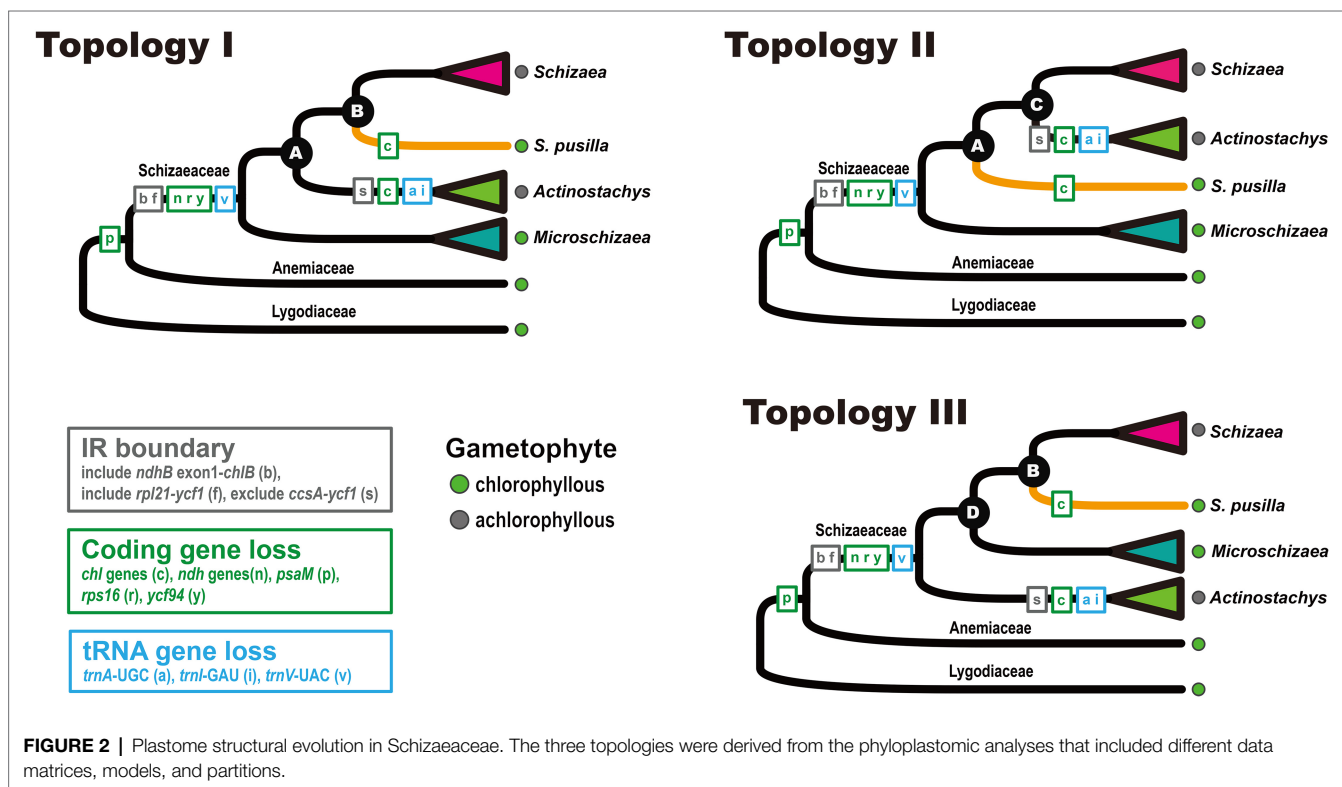 Topology I
B
Schizaea
c
S. pusilla
A
Schizaeaceae
s c a i
Actinostachys
b f n r y v
Microschizaea
p
Anemiaceae
Lygodiaceae
Topology II
C
Schizaea
s c a i
Actinostachys
A
Schizaeaceae
c
S. pusilla
b f n r y v
Microschizaea
p
Anemiaceae
Lygodiaceae
IR boundary
include ndhB exon1-chlB (b),
include rpl21-ycf1 (f), exclude ccsA-ycf1 (s)
Coding gene loss
chl genes (c), ndh genes(n), psaM (p),
rps16 (r), ycf94 (y)
tRNA gene loss
trnA-UGC (a), trnI-GAU (i), trnV-UAC (v)
Gametophyte
chlorophyllous
achlorophyllous
Topology III
B
Schizaea
c
S. pusilla
D
Schizaeaceae
Microschizaea
b f n r y v
s c a i
Actinostachys
p
Anemiaceae
Lygodiaceae
FIGURE 2 | Plastome structural evolution in Schizaeaceae. The three topologies were derived from the phyloplastomic analyses that included different data
matrices, models, and partitions.